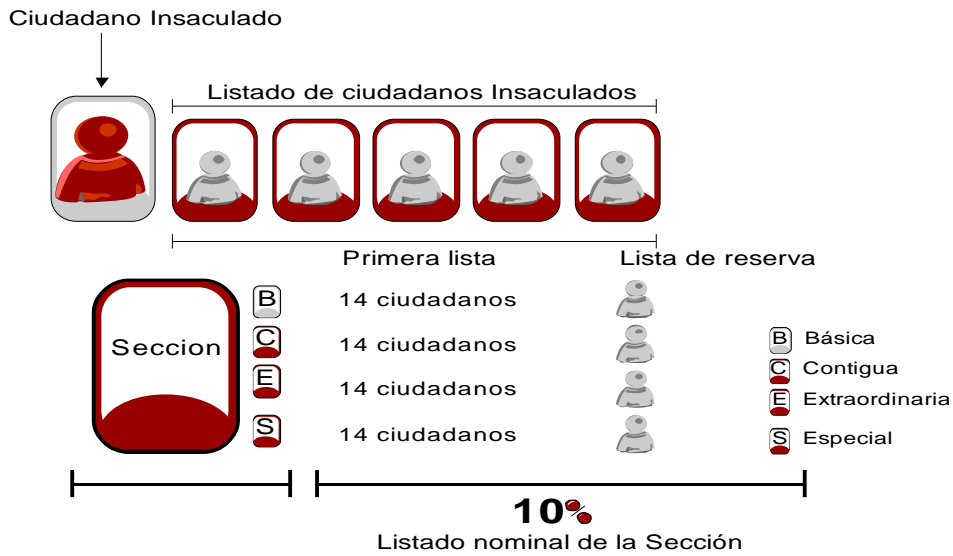 Ciudadano Insaculado
Listado de ciudadanos Insaculados
Primera lista
Lista de reserva
Seccion
B
14 ciudadanos
C
14 ciudadanos
E
14 ciudadanos
S
14 ciudadanos
B Básica
C Contigua
E Extraordinaria
S Especial
10%
Listado nominal de la Sección